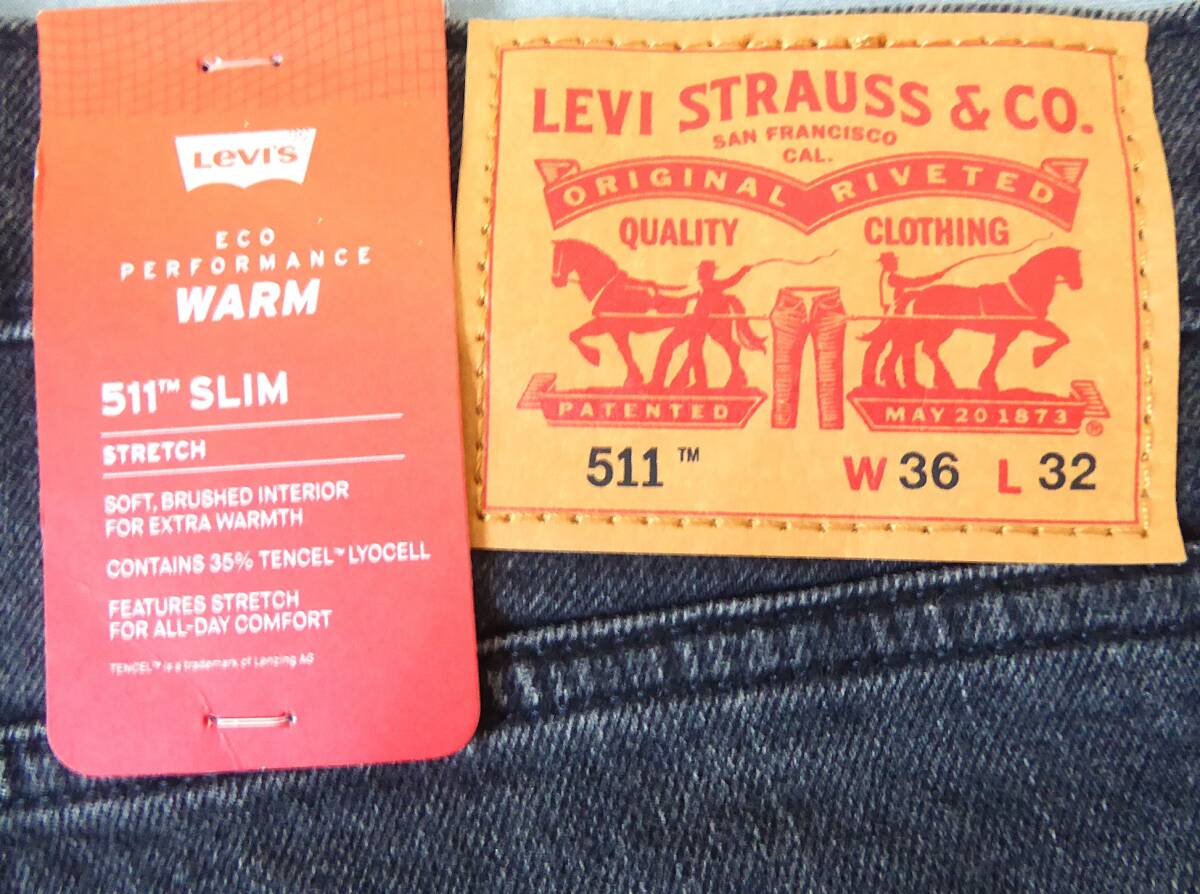 Levi's
ECO
PERFORMANCE
WARM
511™ SLIM
STRETCH
SOFT, BRUSHED INTERIOR
FOR EXTRA WARMTH
CONTAINS 35% TENCEL™ LYOCELL
FEATURES STRETCH
FOR ALL-DAY COMFORT
TENCEL™ is a trademark of Lenzing AG
LEVI STRAUSS & CO.
SAN FRANCISCO
CAL.
ORIGINAL RIVETED
QUALITY CLOTHING
PATENTED MAY 20 1873 ®
511 ™ W 36 L 32